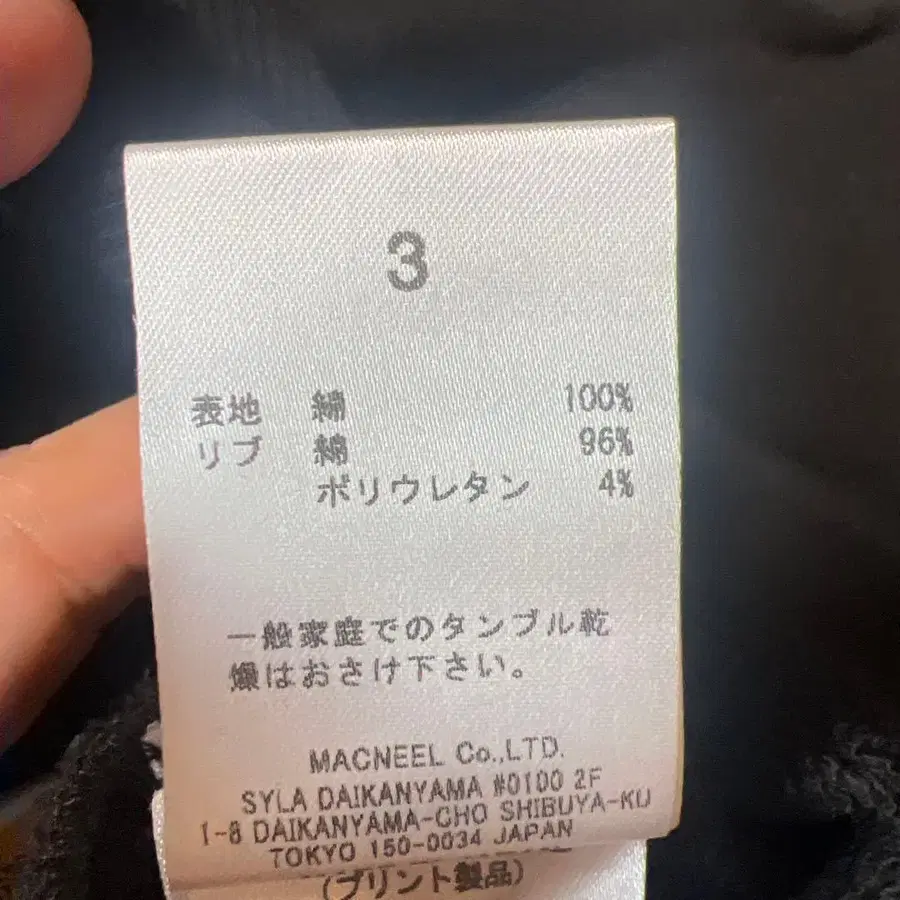 3
表地 綿 100%
リブ 綿 96%
ポリウレタン 4%
一般家庭でのタンブル乾
燥はおさけ下さい。
MACNEEL Co.,LTD.
SYLA DAIKANYAMA #0100 2F
1-8 DAIKANYAMA-CHO SHIBUYA-KU
TOKYO 150-0034 JAPAN
(プリント製品)